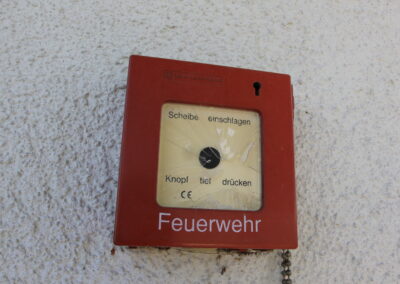 Scheibe einschlagen
Knopf tief drücken
CE
Feuerwehr